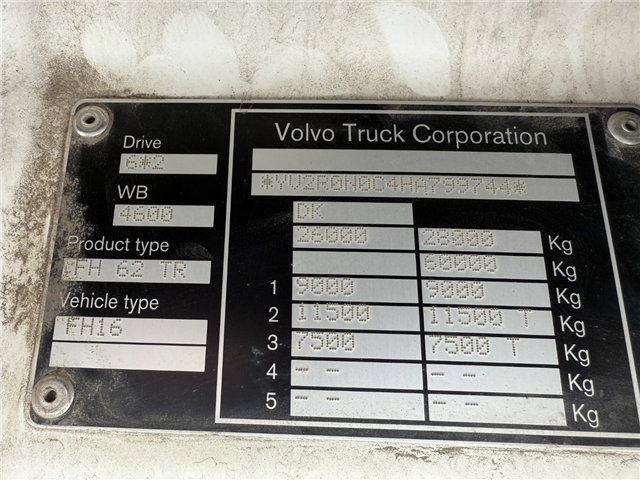 Volvo Truck Corporation
Drive
6*2
*YV2R0N0C4HA799744*
WB
4600
DK
26000 28000 Kg
Product type
60000 Kg
FH 62 TR
1 9000 9000 Kg
Vehicle type
2 11500 11500 T Kg
FH16
3 7500 7500 T Kg
4 -- -- -- -- Kg
5 -- -- -- -- Kg